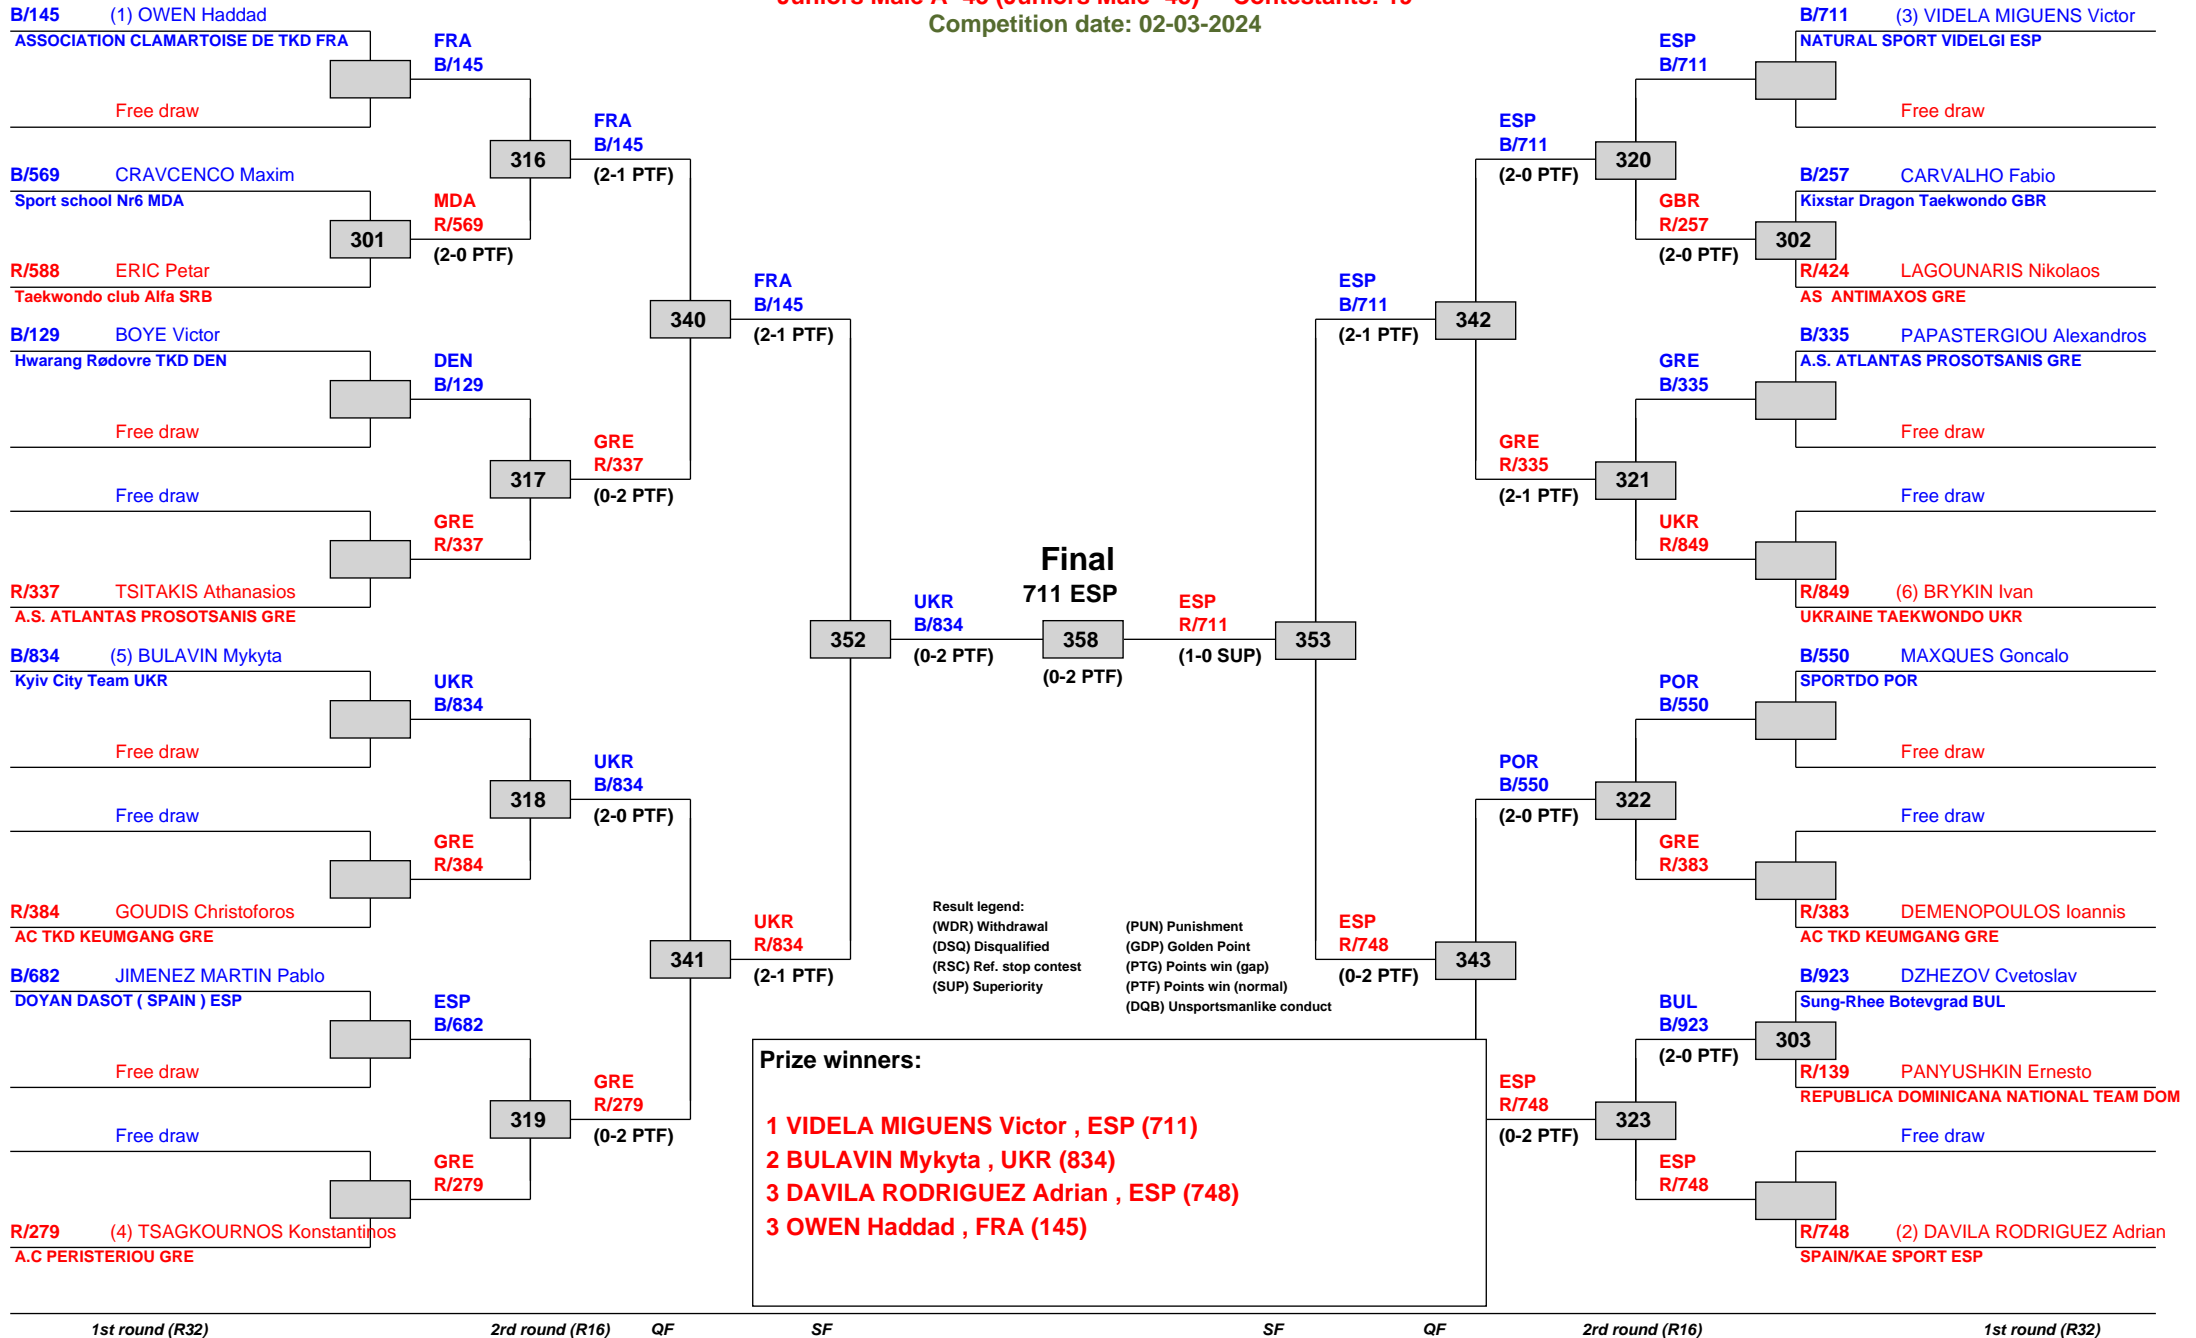 Juniors Male A -45 (Juniors Male -45)
Competition date: 02-03-2024
B/145 (1) OWEN Haddad
ASSOCIATION CLAMARTOISE DE TKD FRA
Free draw
B/569 CRAVCENCO Maxim
Sport school Nr6 MDA
301
R/588 ERIC Petar
Taekwondo club Alfa SRB
B/129 BOYE Victor
Hwarang Rødovre TKD DEN
Free draw
Free draw
R/337 TSITAKIS Athanasios
A.S. ATLANTAS PROSOTSANIS GRE
B/834 (5) BULAVIN Mykyta
Kyiv City Team UKR
Free draw
Free draw
R/384 GOUDIS Christoforos
AC TKD KEUMGANG GRE
B/682 JIMENEZ MARTIN Pablo
DOYAN DASOT ( SPAIN ) ESP
Free draw
Free draw
R/279 (4) TSAGKOURNOS Konstantinos
A.C PERISTERIOU GRE
FRA
B/145
316
MDA
R/569
(2-0 PTF)
DEN
B/129
317
GRE
R/337
UKR
B/834
318
GRE
R/384
ESP
B/682
319
GRE
R/279
FRA
B/145
(2-1 PTF)
340
GRE
R/337
(0-2 PTF)
UKR
B/834
(2-0 PTF)
341
GRE
R/279
(0-2 PTF)
FRA
B/145
(2-1 PTF)
352
UKR
R/834
(2-1 PTF)
UKR
B/834
(0-2 PTF)
Final
711 ESP
358
(0-2 PTF)
ESP
R/711
(1-0 SUP)
353
ESP
B/711
(2-1 PTF)
342
ESP
R/748
(0-2 PTF)
343
ESP
B/711
(2-0 PTF)
320
GRE
R/335
(2-1 PTF)
321
POR
B/550
(2-0 PTF)
322
ESP
R/748
(0-2 PTF)
323
ESP
B/711
GBR
R/257
(2-0 PTF)
302
GRE
B/335
UKR
R/849
POR
B/550
GRE
R/383
BUL
B/923
(2-0 PTF)
303
ESP
R/748
B/711 (3) VIDELA MIGUENS Victor
NATURAL SPORT VIDELGI ESP
Free draw
B/257 CARVALHO Fabio
Kixstar Dragon Taekwondo GBR
R/424 LAGOUNARIS Nikolaos
AS ANTIMAXOS GRE
B/335 PAPASTERGIOU Alexandros
A.S. ATLANTAS PROSOTSANIS GRE
Free draw
Free draw
R/849 (6) BRYKIN Ivan
UKRAINE TAEKWONDO UKR
B/550 MAXQUES Goncalo
SPORTDO POR
Free draw
Free draw
R/383 DEMENOPOULOS Ioannis
AC TKD KEUMGANG GRE
B/923 DZHEZOV Cvetoslav
Sung-Rhee Botevgrad BUL
R/139 PANYUSHKIN Ernesto
REPUBLICA DOMINICANA NATIONAL TEAM DOM
Free draw
R/748 (2) DAVILA RODRIGUEZ Adrian
SPAIN/KAE SPORT ESP
Result legend:
(WDR) Withdrawal (PUN) Punishment
(DSQ) Disqualified (GDP) Golden Point
(RSC) Ref. stop contest (PTG) Points win (gap)
(SUP) Superiority (PTF) Points win (normal)
(DQB) Unsportsmanlike conduct
Prize winners:
1 VIDELA MIGUENS Victor , ESP (711)
2 BULAVIN Mykyta , UKR (834)
3 DAVILA RODRIGUEZ Adrian , ESP (748)
3 OWEN Haddad , FRA (145)
1st round (R32) 2rd round (R16) QF SF SF QF 2rd round (R16) 1st round (R32)